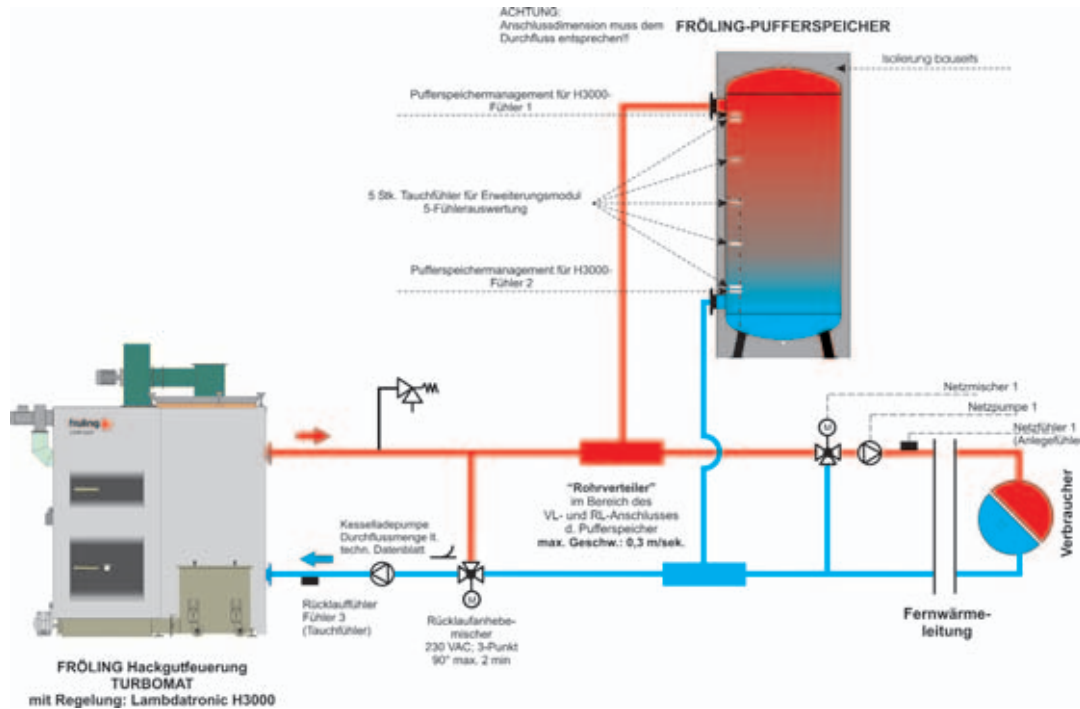 ACHTUNG:
Anschlussdimension muss dem
Durchfluss entsprechen!!
FRÖLING-PUFFERSPEICHER
Isolierung bauseits
Pufferspeichermanagement für H3000-
Fühler 1
5 Stk. Tauchfühler für Erweiterungsmodul
5-Fühlerauswertung
Pufferspeichermanagement für H3000-
Fühler 2
Netzmischer 1
Netzpumpe 1
Netzfühler 1
(Anlegefühler
M
fröling
"Rohrverteiler"
im Bereich des
VL- und RL-Anschlusses
d. Pufferspeicher
max. Geschw.: 0,3 m/sek.
Kesselladepumpe
Durchflussmenge lt.
techn. Datenblatt
Verbraucher
M
Rücklauffühler
Fühler 3
(Tauchfühler)
Rücklaufanhebe-
mischer
230 VAC; 3-Punkt
90° max. 2 min
Fernwärme-
leitung
FRÖLING Hackgutfeuerung
TURBOMAT
mit Regelung: Lambdatronic H3000